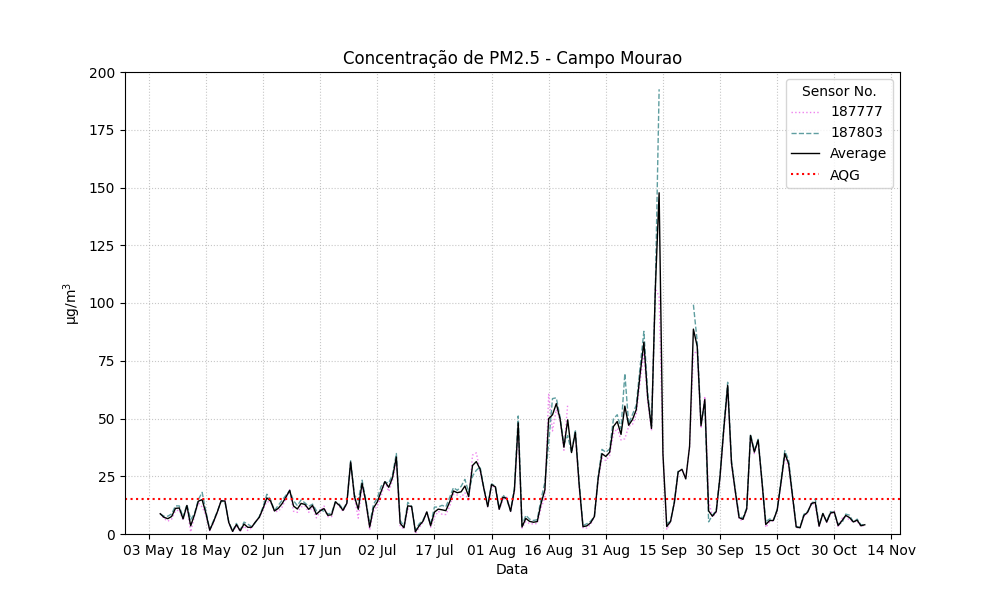 Concentração de PM2.5 - Campo Mourao
200
175
150
125
100
75
50
25
0
µg/m³
Sensor No.
187777
187803
Average
AQG
03 May 18 May 02 Jun 17 Jun 02 Jul 17 Jul 01 Aug 16 Aug 31 Aug 15 Sep 30 Sep 15 Oct 30 Oct 14 Nov
Data